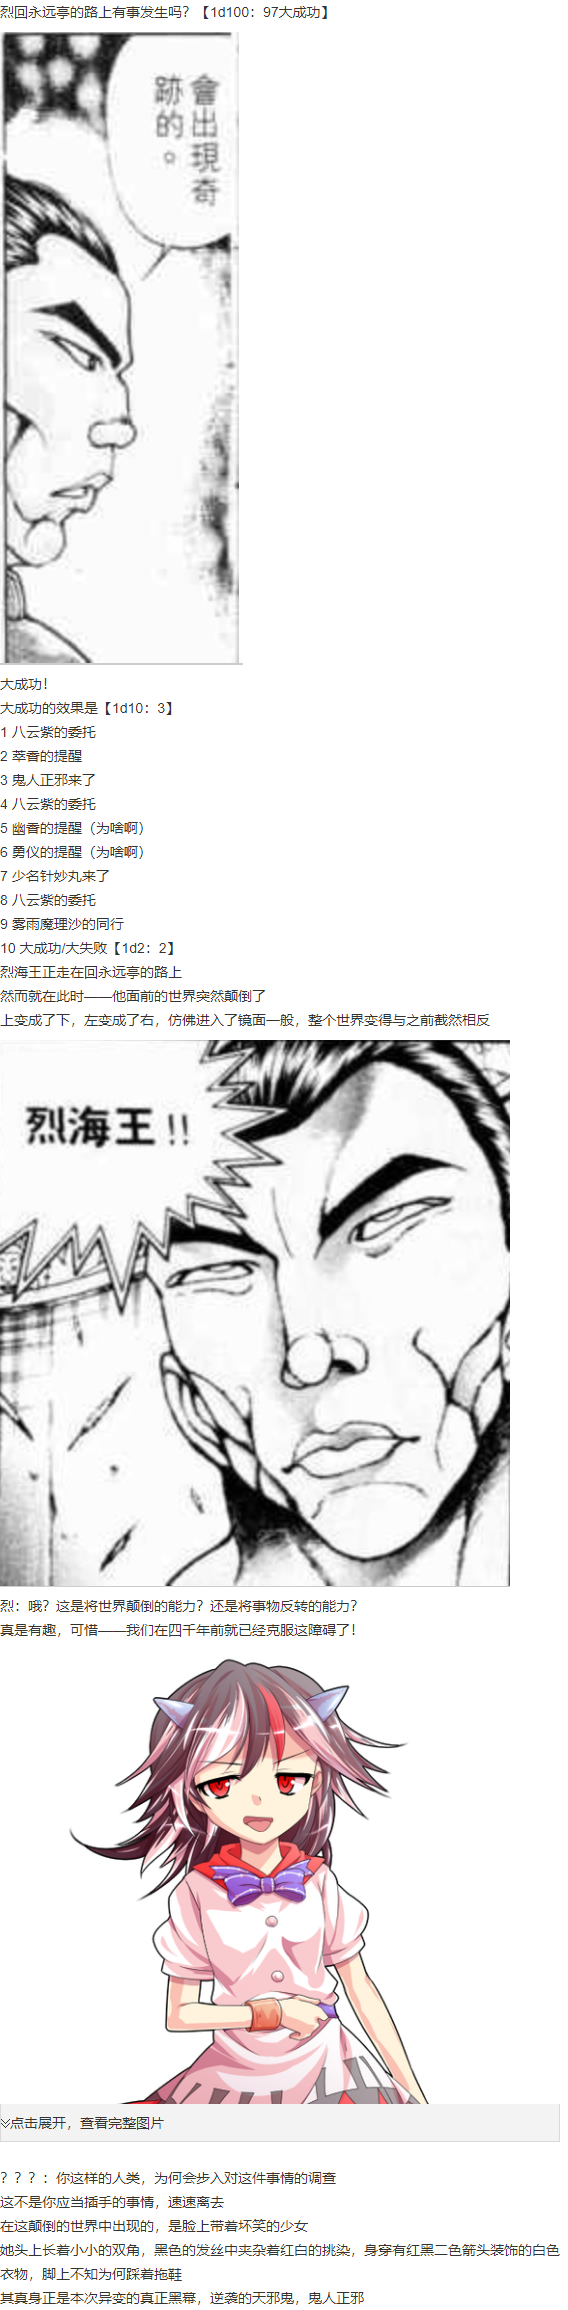 烈回永远亭的路上有事发生吗？【1d100：97大成功】
會出現奇
跡的。
大成功！
大成功的效果是【1d10：3】
1 八云紫的委托
2 萃香的提醒
3 鬼人正邪来了
4 八云紫的委托
5 幽香的提醒（为啥啊）
6 勇仪的提醒（为啥啊）
7 少名针妙丸来了
8 八云紫的委托
9 雾雨魔理沙的同行
10 大成功/大失败【1d2：2】
烈海王正走在回永远亭的路上
然而就在此时——他面前的世界突然颠倒了
上变成了下，左变成了右，仿佛进入了镜面一般，整个世界变得与之前截然相反
烈海王!!
烈：哦？这是将世界颠倒的能力？还是将事物反转的能力？
真是有趣，可惜——我们在四千年前就已经克服这障碍了！
点击展开，查看完整图片
？？？：你这样的人类，为何会步入对这件事情的调查
这不是你应当插手的事情，速速离去
在这颠倒的世界中出现的，是脸上带着坏笑的少女
她头上长着小小的双角，黑色的发丝中夹杂着红白的挑染，身穿有红黑二色箭头装饰的白色
衣物，脚上不知为何踩着拖鞋
其真身正是本次异变的真正黑幕，逆袭的天邪鬼，鬼人正邪